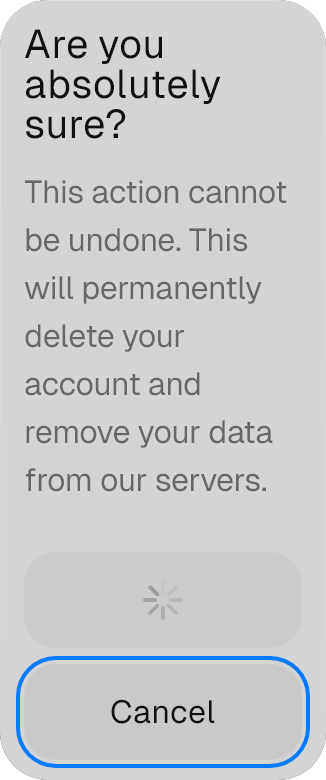 Are you
absolutely
sure?
This action cannot
be undone. This
will permanently
delete your
account and
remove your data
from our servers.
Cancel